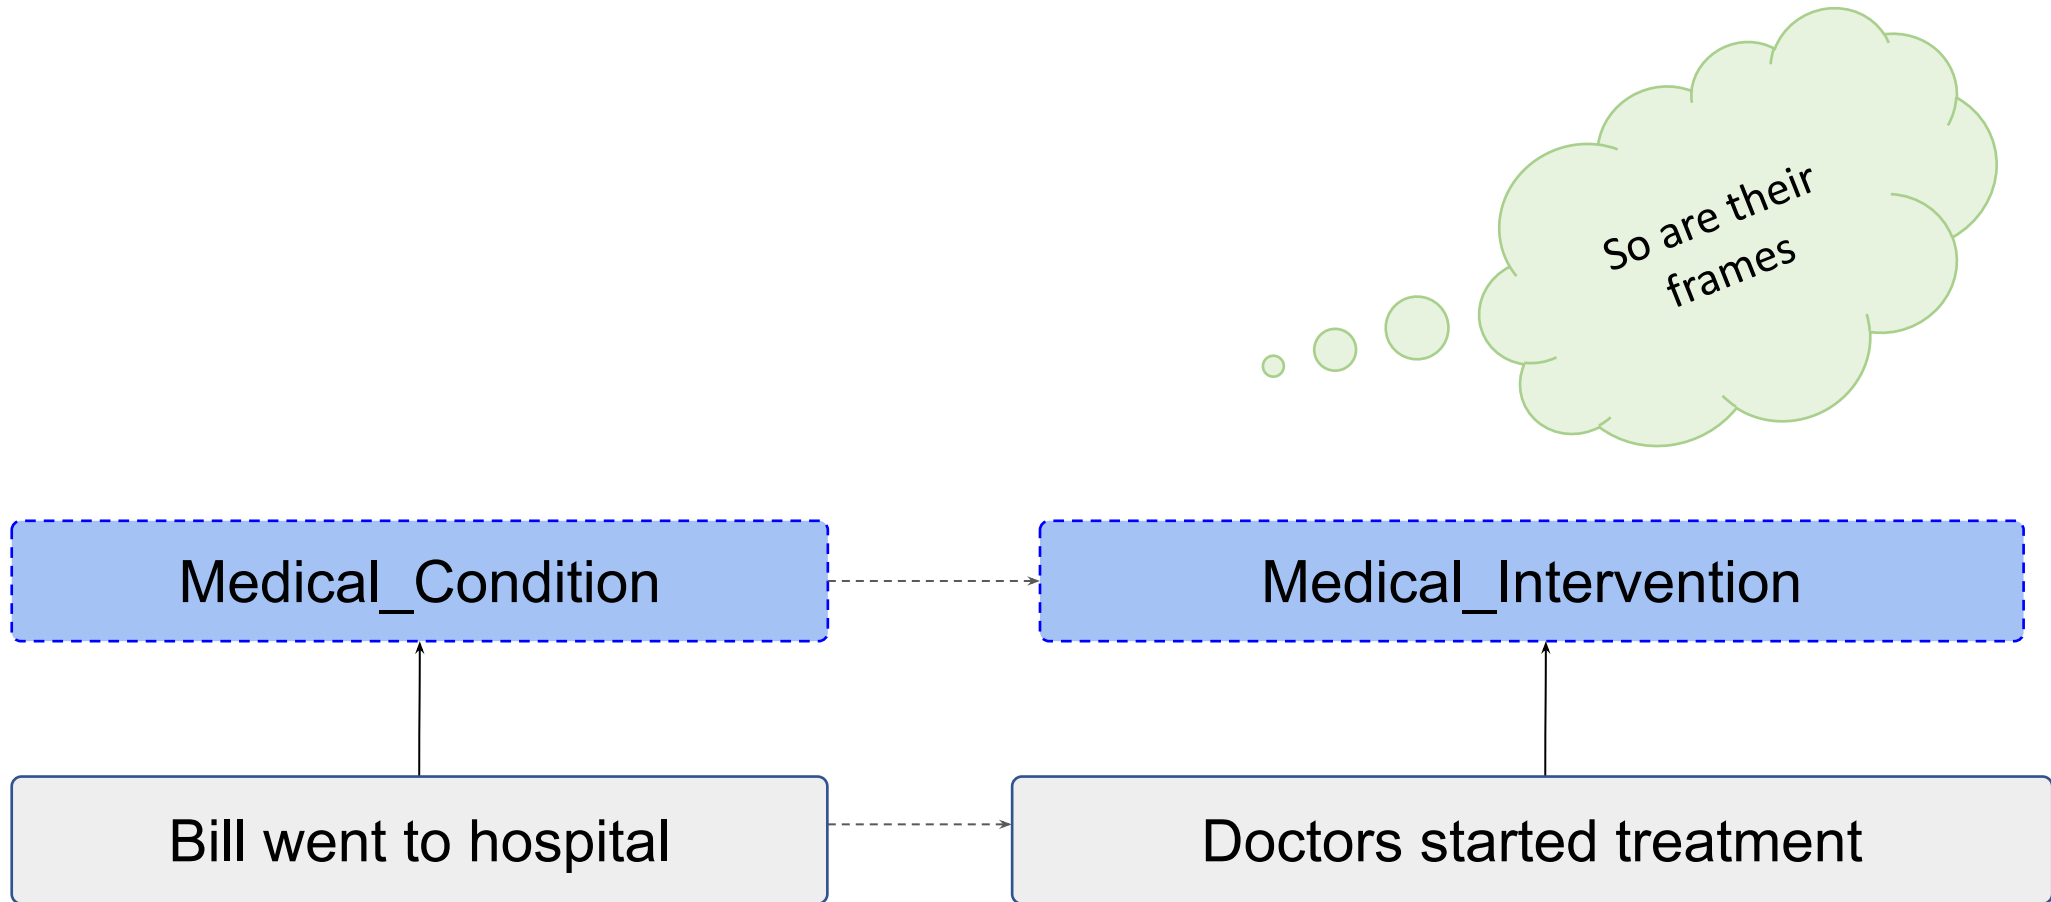 So are their
frames
Medical_Condition
Medical_Intervention
Bill went to hospital
Doctors started treatment